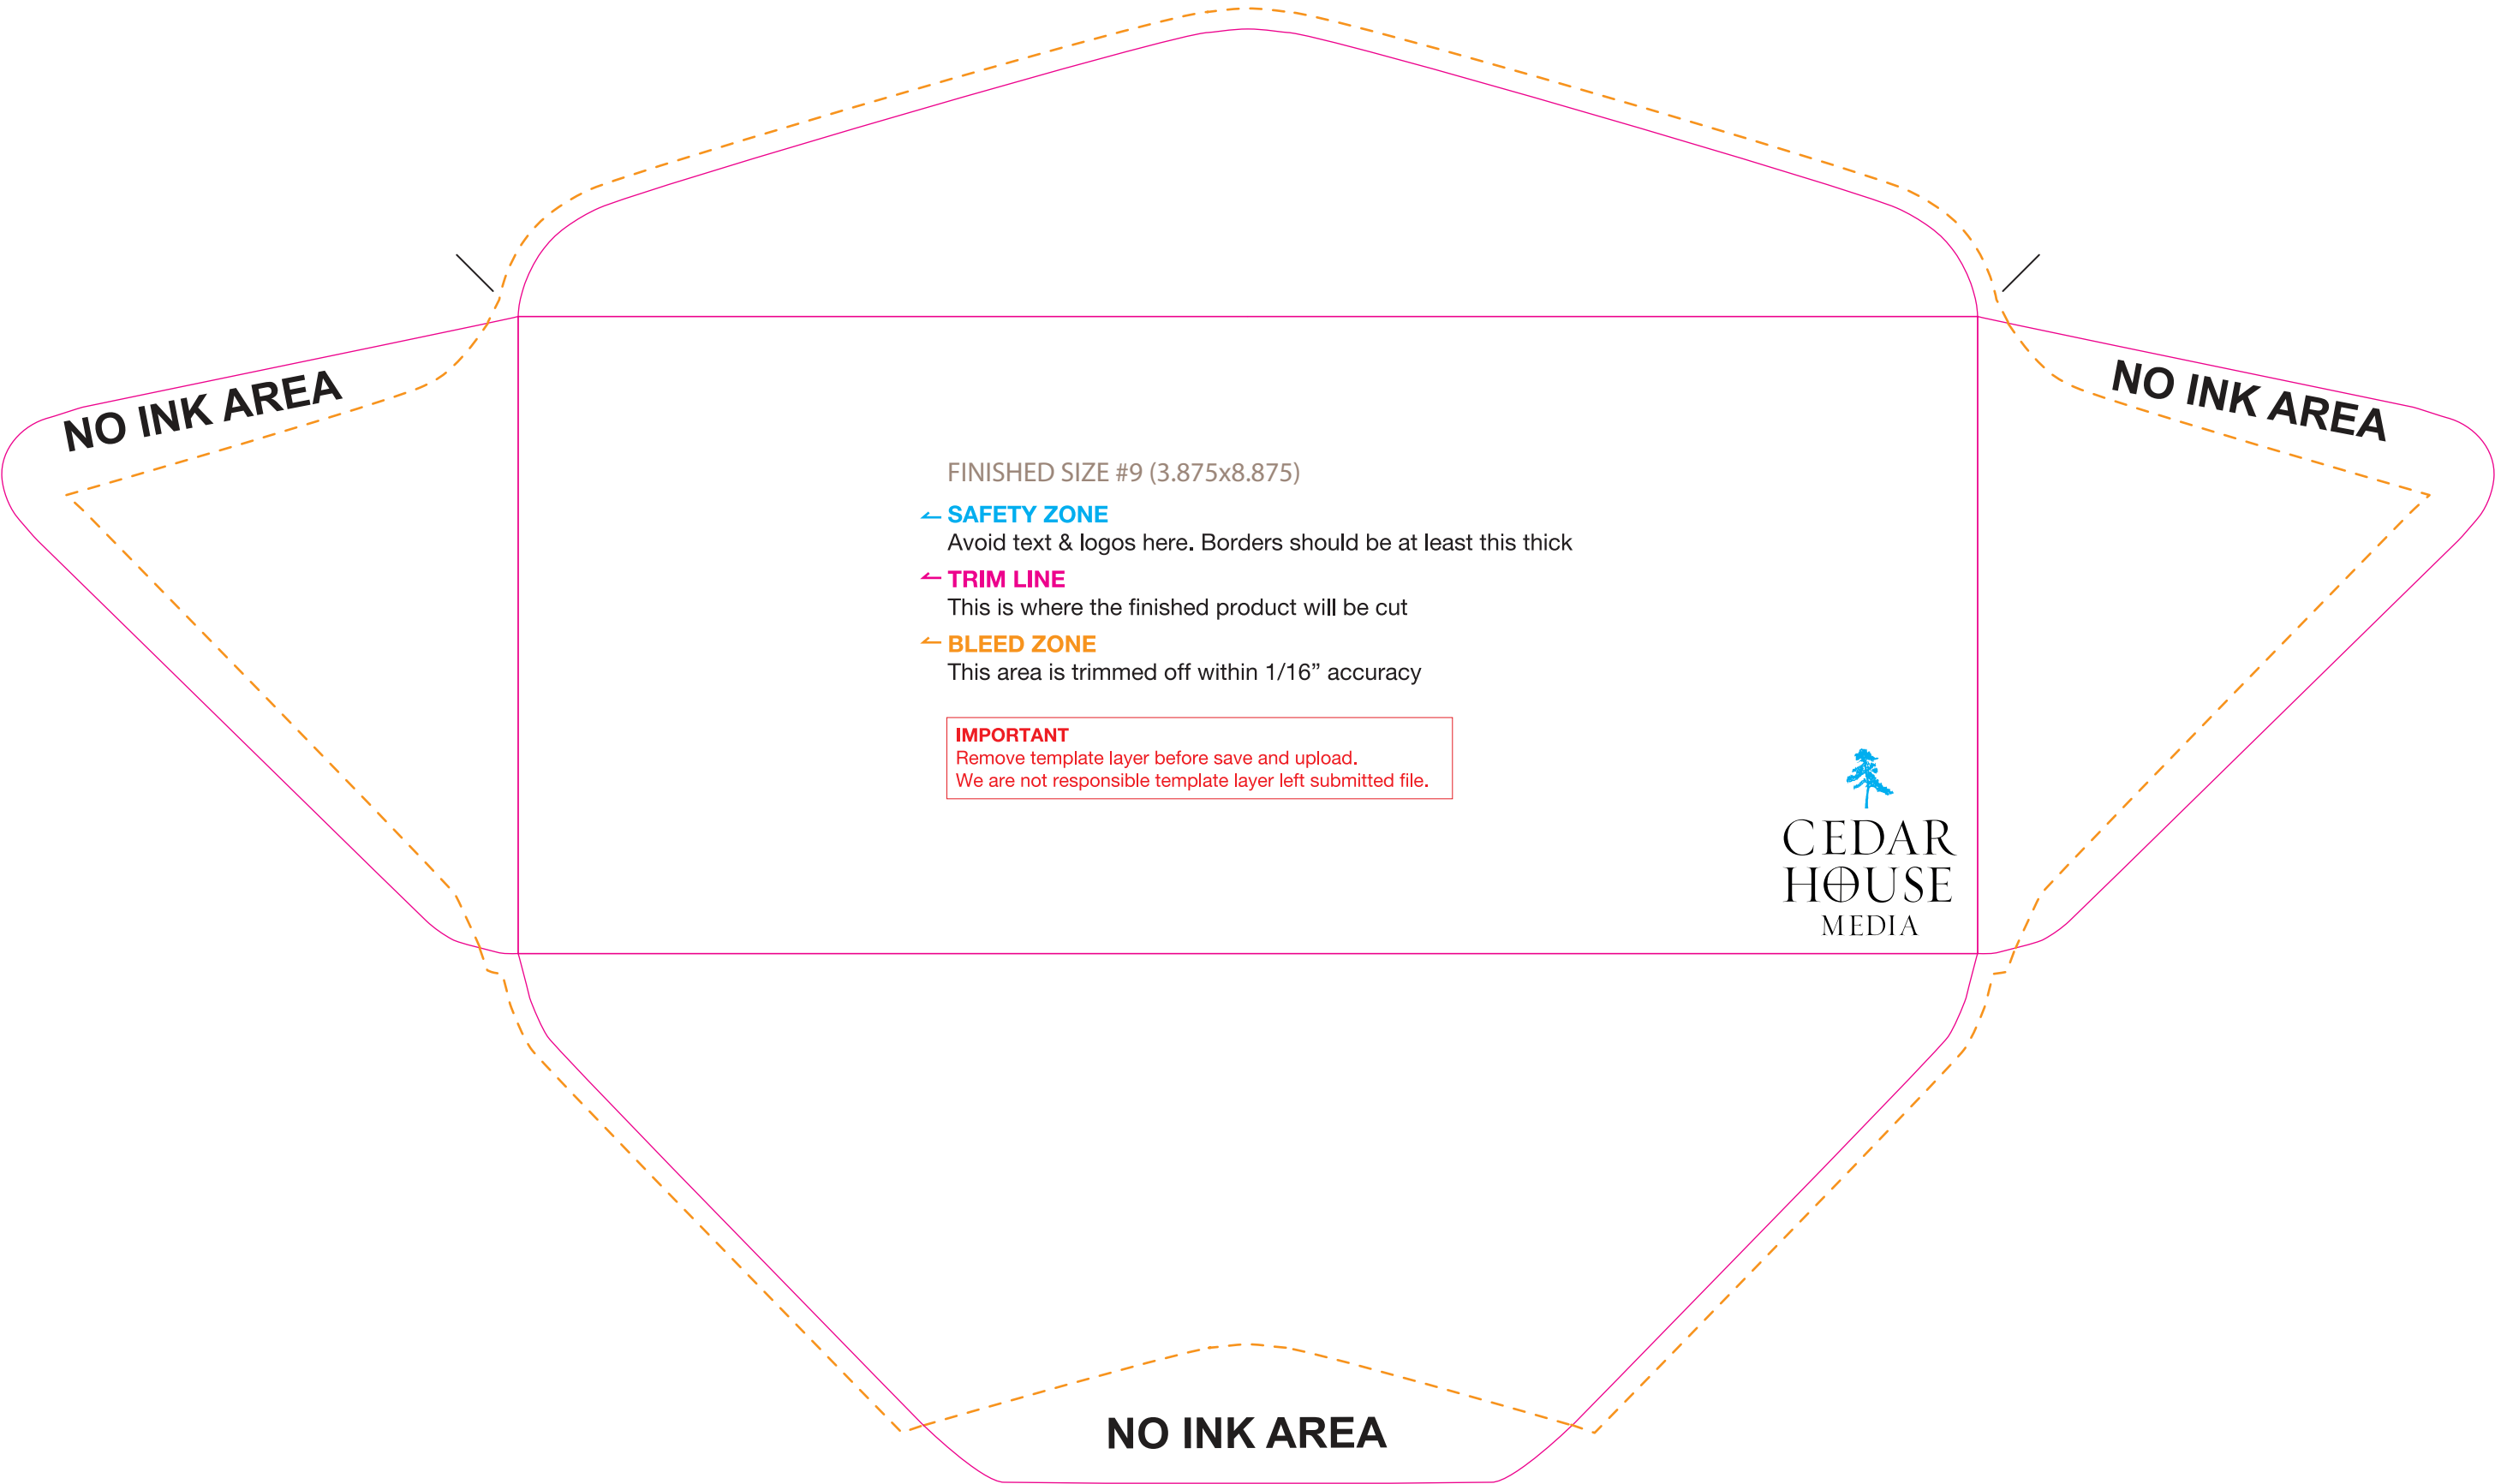 NO INK AREA
NO INK AREA
FINISHED SIZE #9 (3.875x8.875)
SAFETY ZONE
Avoid text & logos here. Borders should be at least this thick
TRIM LINE
This is where the finished product will be cut
BLEED ZONE
This area is trimmed off within 1/16” accuracy
IMPORTANT
Remove template layer before save and upload.
We are not responsible template layer left submitted file.
CEDAR
HOUSE
MEDIA
NO INK AREA